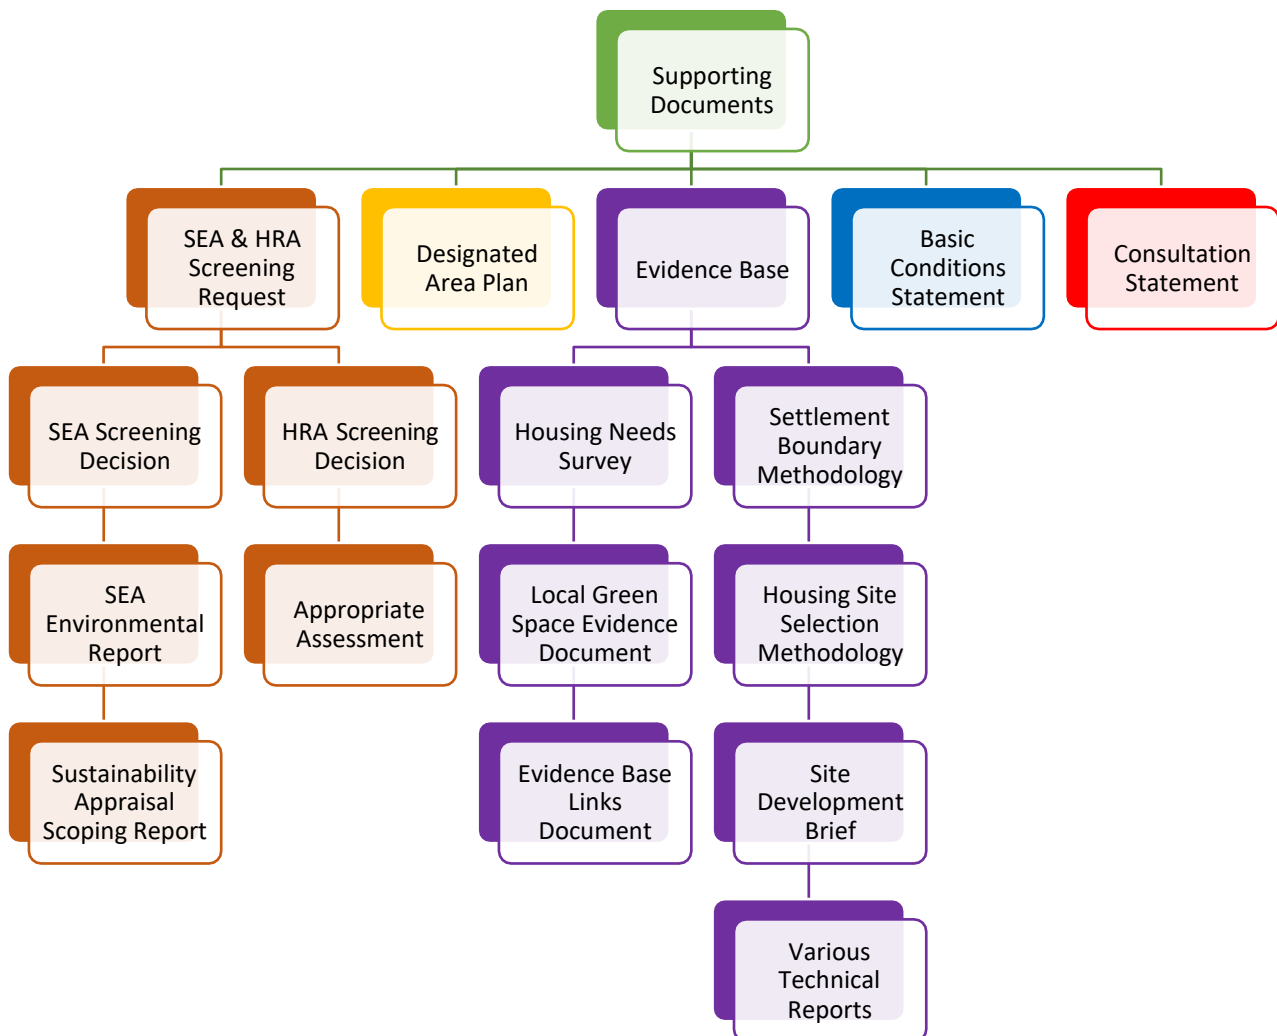 Supporting
Documents
SEA & HRA
Screening
Request
Designated
Area Plan
Evidence Base
Basic
Conditions
Statement
Consultation
Statement
SEA Screening
Decision
HRA Screening
Decision
Housing Needs
Survey
Settlement
Boundary
Methodology
SEA
Environmental
Report
Appropriate
Assessment
Local Green
Space Evidence
Document
Housing Site
Selection
Methodology
Sustainability
Appraisal
Scoping Report
Evidence Base
Links
Document
Site
Development
Brief
Various
Technical
Reports